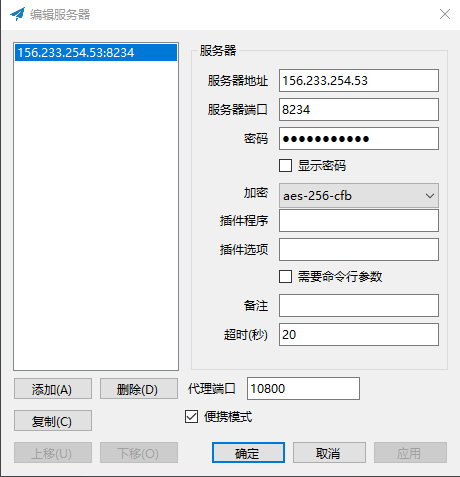 编辑服务器
156.233.254.53:8234
服务器
服务器地址 156.233.254.53
服务器端口 8234
密码 ●●●●●●●●●●●
显示密码
加密 aes-256-cfb
插件程序
插件选项
需要命令行参数
备注
超时(秒) 20
添加(A) 删除(D) 代理端口 10800
复制(C) 便携模式
上移(U) 下移(O) 确定 取消 应用